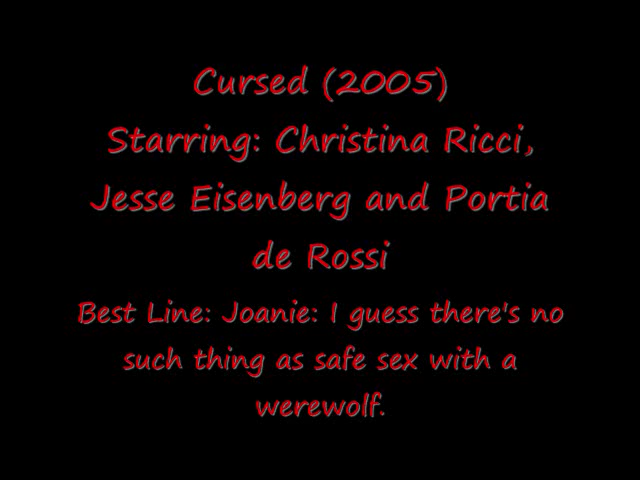 Cursed (2005)
Starring: Christina Ricci,
Jesse Eisenberg and Portia
de Rossi
Best Line: Joanie: I guess there's no
such thing as safe sex with a
werewolf.